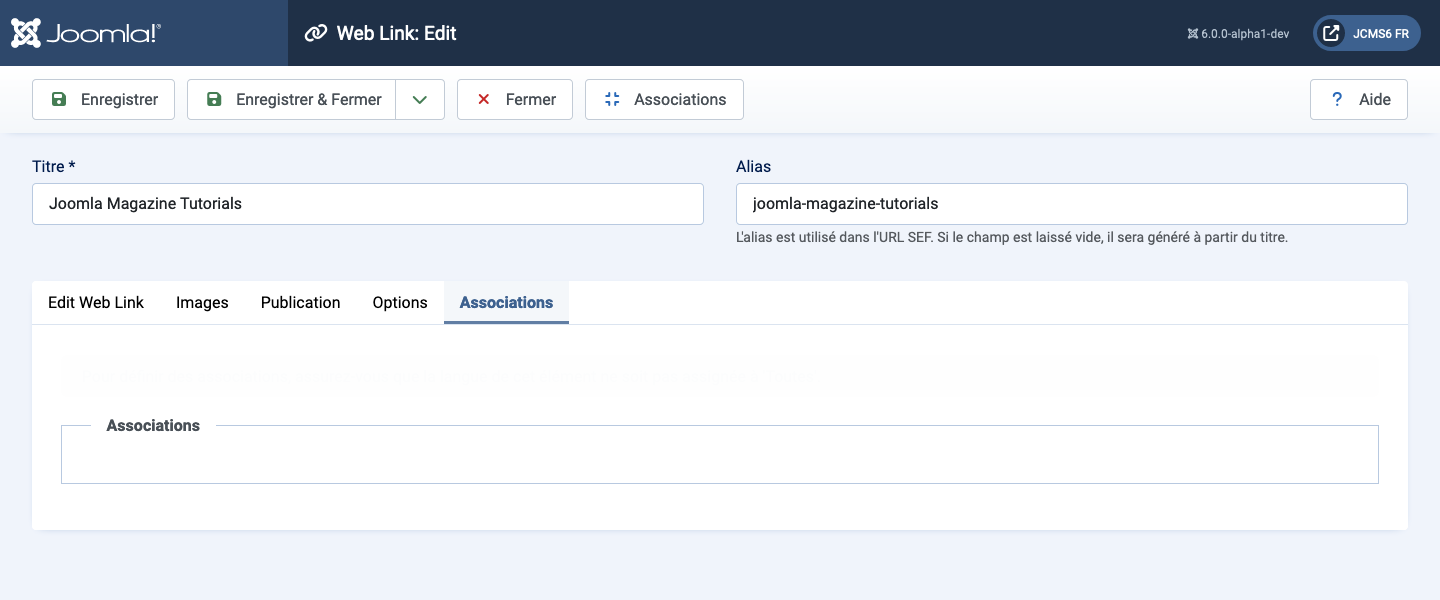 Joomla!®
Web Link: Edit
6.0.0-alpha1-dev
JCMS6 FR
Enregistrer
Enregistrer & Fermer
Fermer
Associations
? Aide
Titre *
Alias
Joomla Magazine Tutorials
joomla-magazine-tutorials
L'alias est utilisé dans l'URL SEF. Si le champ est laissé vide, il sera généré à partir du titre.
Edit Web Link
Images
Publication
Options
Associations
Associations